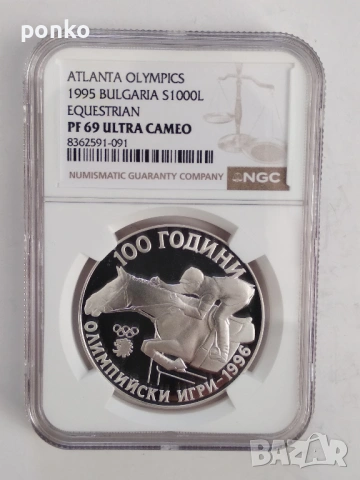 ponko
ATLANTA OLYMPICS
1995 BULGARIA S1000L
EQUESTRIAN
PF 69 ULTRA CAMEO
8362591-091
NUMISMATIC GUARANTY COMPANY
NGC
100 ГОДИНИ
ОЛИМПИЙСКИ ИГРИ-1996
BAZAR